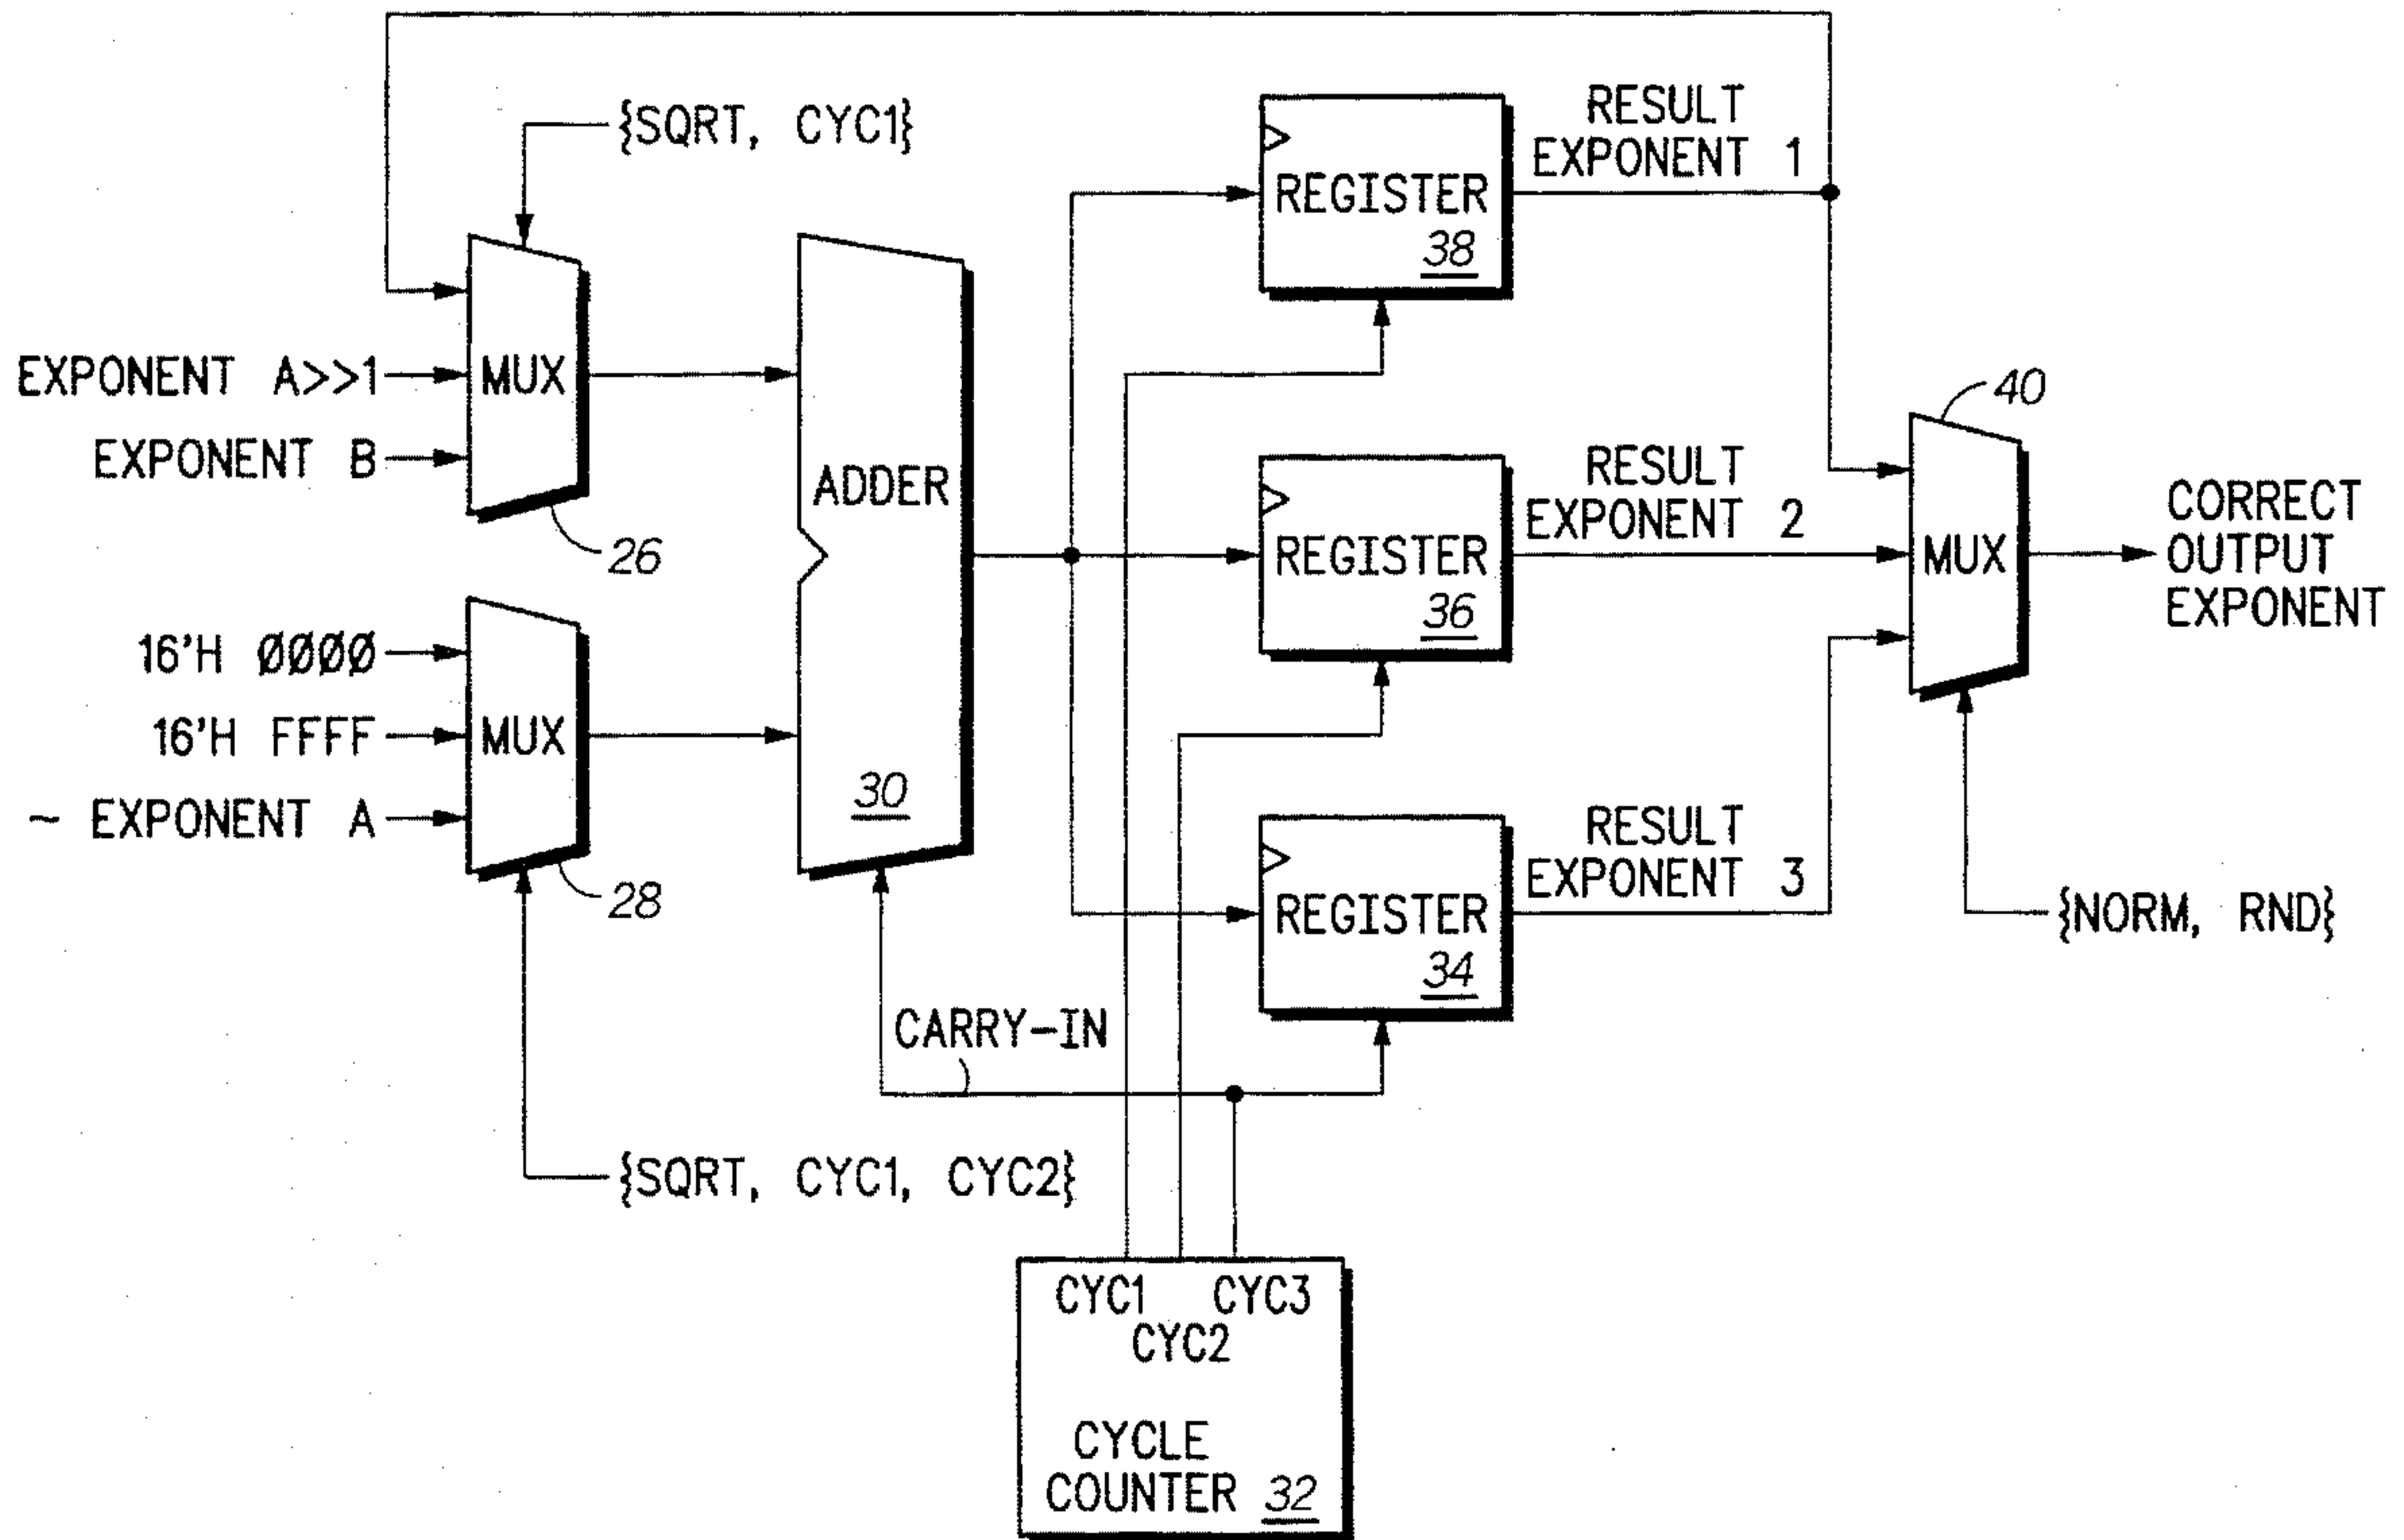 {SQRT, CYC1}
EXPONENT A>>1
EXPONENT B
MUX
26
16'H ØØØØ
16'H FFFF
~ EXPONENT A
MUX
28
{SQRT, CYC1, CYC2}
ADDER
30
CARRY-IN
REGISTER
38
RESULT
EXPONENT 1
REGISTER
36
RESULT
EXPONENT 2
REGISTER
34
RESULT
EXPONENT 3
40
MUX
CORRECT
OUTPUT
EXPONENT
{NORM, RND}
CYC1 CYC3
CYC2
CYCLE
COUNTER 32